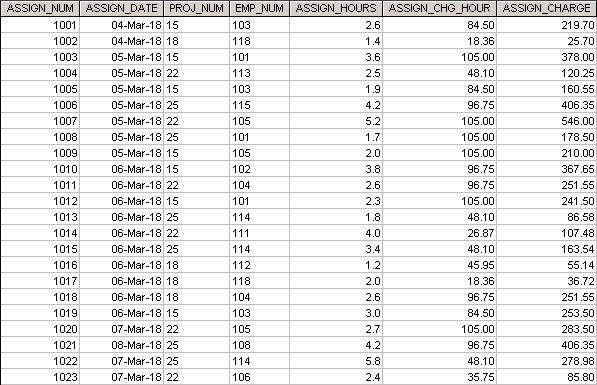 ASSIGN_NUM ASSIGN_DATE PROJ_NUM EMP_NUM ASSIGN_HOURS ASSIGN_CHG_HOUR ASSIGN_CHARGE
1001 04-Mar-18 15 103 2.6 84.50 219.70
1002 04-Mar-18 18 118 1.4 18.36 25.70
1003 05-Mar-18 15 101 3.6 105.00 378.00
1004 05-Mar-18 22 113 2.5 48.10 120.25
1005 05-Mar-18 15 103 1.9 84.50 160.55
1006 05-Mar-18 25 115 4.2 96.75 406.35
1007 05-Mar-18 22 105 5.2 105.00 546.00
1008 05-Mar-18 25 101 1.7 105.00 178.50
1009 05-Mar-18 15 105 2.0 105.00 210.00
1010 06-Mar-18 15 102 3.8 96.75 367.65
1011 06-Mar-18 22 104 2.6 96.75 251.55
1012 06-Mar-18 15 101 2.3 105.00 241.50
1013 06-Mar-18 25 114 1.8 48.10 86.58
1014 06-Mar-18 22 111 4.0 26.87 107.48
1015 06-Mar-18 25 114 3.4 48.10 163.54
1016 06-Mar-18 18 112 1.2 45.95 55.14
1017 06-Mar-18 18 118 2.0 18.36 36.72
1018 06-Mar-18 18 104 2.6 96.75 251.55
1019 06-Mar-18 15 103 3.0 84.50 253.50
1020 07-Mar-18 22 105 2.7 105.00 283.50
1021 08-Mar-18 25 108 4.2 96.75 406.35
1022 07-Mar-18 25 114 5.8 48.10 278.98
1023 07-Mar-18 22 106 2.4 35.75 85.80